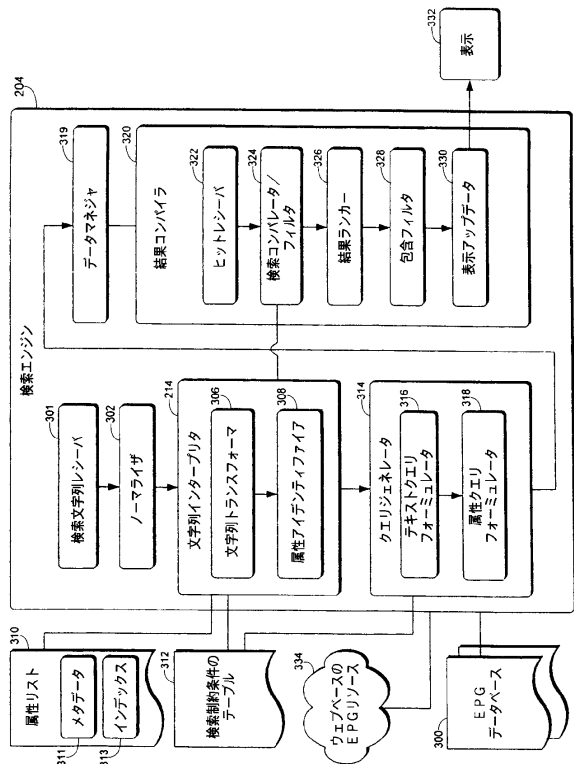 204
検索エンジン
301
検索文字列レシーバ
302
ノーマライザ
214
文字列インタープリタ
306
文字列トランスフォーマ
308
属性アイデンティファイア
314
クエリジェネレータ
316
テキストクエリ
フォーミュレータ
318
属性クエリ
フォーミュレータ
319
データマネジャ
320
結果コンパイラ
322
ヒットレシーバ
324
検索コンパレータ/
フィルタ
326
結果ランカー
328
包含フィルタ
330
表示アップデータ
332
表示
310
属性リスト
311
メタデータ
313
インデックス
312
検索制約条件の
テーブル
334
ウェブベースの
EPGリソース
300
EPG
データベース